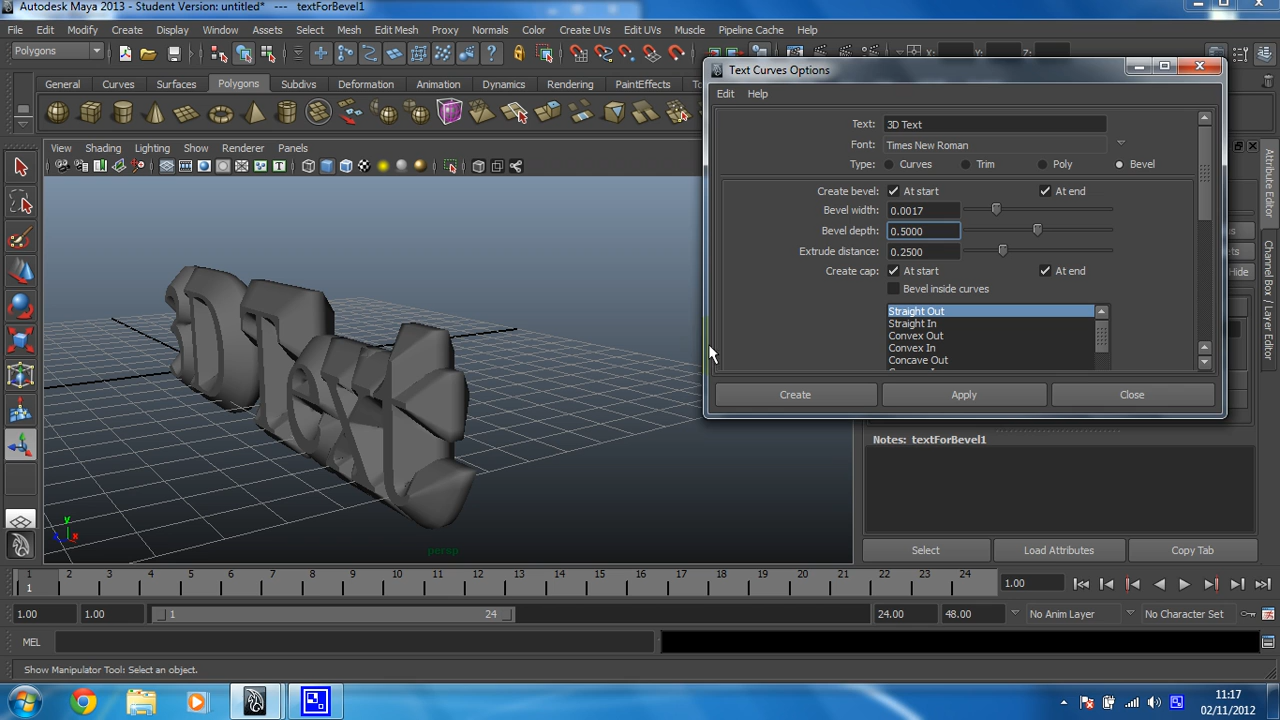 Autodesk Maya 2013 - Student Version: untitled*   ---   textForBevel1
File Edit Modify Create Display Window Assets Select Mesh Edit Mesh Proxy Normals Color Create UVs Edit UVs Muscle Pipeline Cache Help
Polygons
X: Y: Z:
General Curves Surfaces Polygons Subdivs Deformation Animation Dynamics Rendering PaintEffects
View Shading Lighting Show Renderer Panels
Text Curves Options
Edit Help
Text: 3D Text
Font: Times New Roman
Type: Curves Trim Poly Bevel
Create bevel: At start At end
Bevel width: 0.0017
Bevel depth: 0.5000
Extrude distance: 0.2500
Create cap: At start At end
Bevel inside curves
Straight Out
Straight In
Convex Out
Convex In
Concave Out
Create Apply Close
Hide
Attribute Editor
Channel Box / Layer Editor
3D Text
y
x
persp
Notes: textForBevel1
Select Load Attributes Copy Tab
1 2 3 4 5 6 7 8 9 10 11 12 13 14 15 16 17 18 19 20 21 22 23 24
1
1.00
1.00 1.00 1 24 24.00 48.00 No Anim Layer No Character Set
MEL
Show Manipulator Tool: Select an object.
11:17
02/11/2012